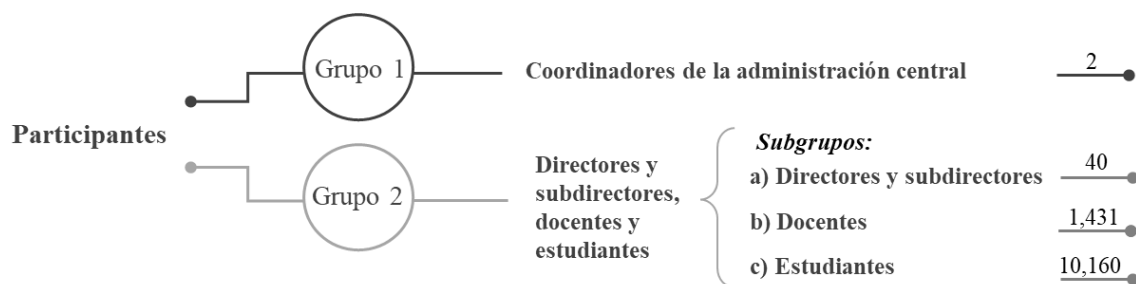 Participantes
Grupo 1
Coordinadores de la administración central
2
Grupo 2
Directores y
subdirectores,
docentes y
estudiantes
Subgrupos:
a) Directores y subdirectores
40
b) Docentes
1,431
c) Estudiantes
10,160